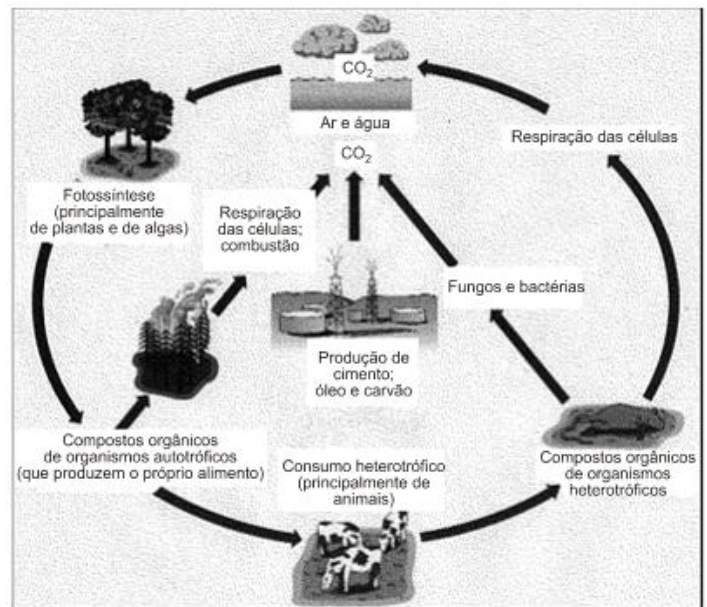 CO₂
Ar e água
CO₂
Respiração das células
Fotossíntese
(principalmente
de plantas e de algas)
Respiração
das células;
combustão
Fungos e bactérias
Produção de
cimento;
óleo e carvão
Compostos orgânicos
de organismos autotróficos
(que produzem o próprio alimento)
Consumo heterotrófico
(principalmente de
animais)
Compostos orgânicos
de organismos
heterotróficos